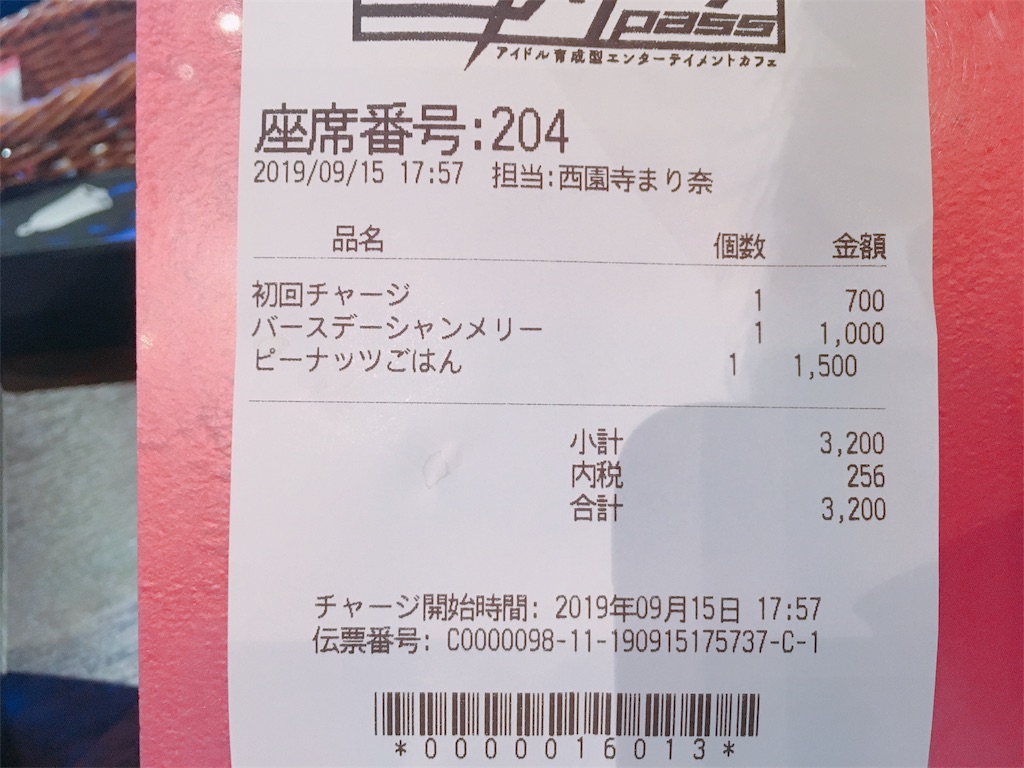 pass
アイドル育成型エンターテイメントカフェ
座席番号:204
2019/09/15 17:57 担当:西園寺まり奈
品名 個数 金額
初回チャージ 1 700
バースデーシャンメリー 1 1,000
ピーナッツごはん 1 1,500
小計 3,200
内税 256
合計 3,200
チャージ開始時間: 2019年09月15日 17:57
伝票番号: C0000098-11-190915175737-C-1
*0000016013*